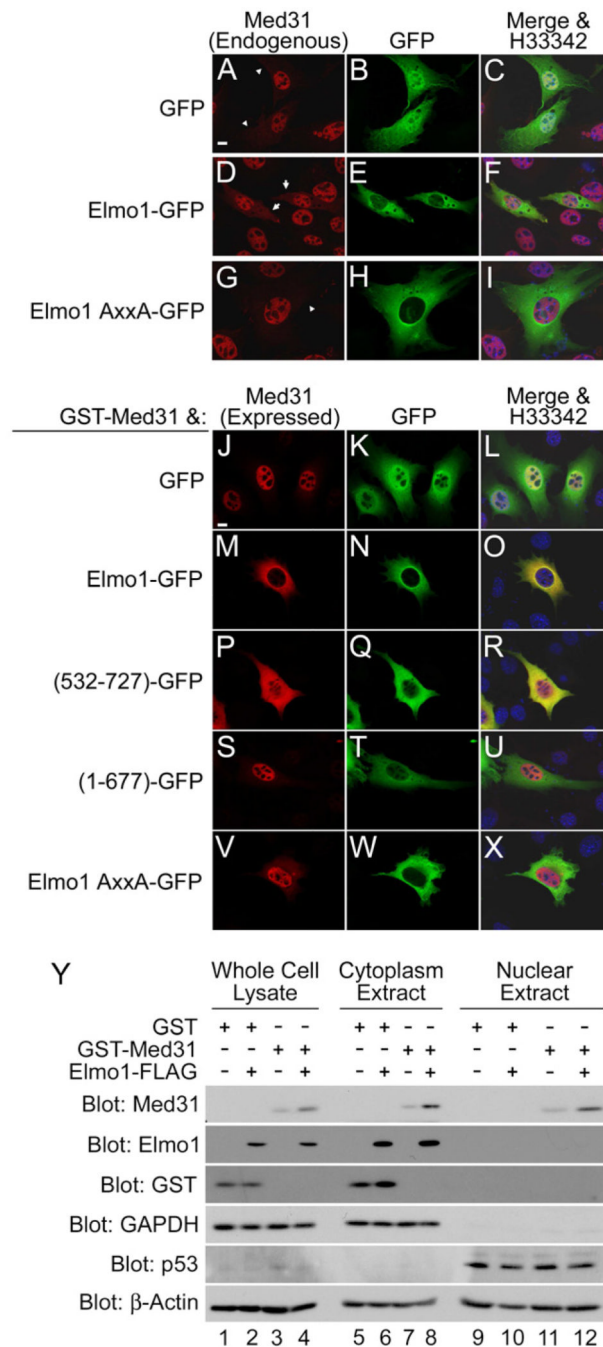 Med31 (Endogenous) GFP Merge & H33342
GFP A B C
Elmo1-GFP D E F
Elmo1 AxxA-GFP G H I
GST-Med31 &: Med31 (Expressed) GFP Merge & H33342
GFP J K L
Elmo1-GFP M N O
(532-727)-GFP P Q R
(1-677)-GFP S T U
Elmo1 AxxA-GFP V W X
Y Whole Cell Lysate Cytoplasm Extract Nuclear Extract
GST + + - - + + - - + + - -
GST-Med31 - - + + - - + + - - + +
Elmo1-FLAG - + - + - + - + - + - +
Blot: Med31
Blot: Elmo1
Blot: GST
Blot: GAPDH
Blot: p53
Blot: β-Actin
1 2 3 4 5 6 7 8 9 10 11 12